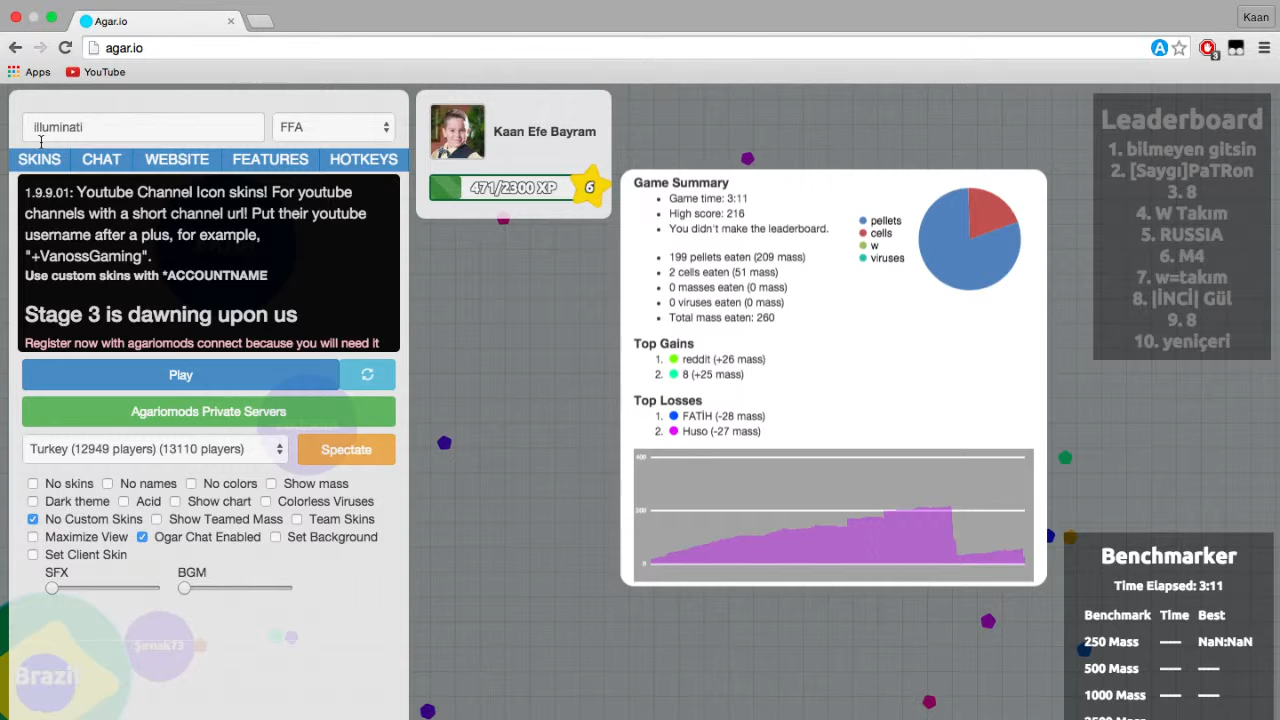 Agar.io
Kaan
agar.io
3
Apps
YouTube
illuminati
FFA
SKINS
CHAT
WEBSITE
FEATURES
HOTKEYS
1.9.9.01: Youtube Channel Icon skins! For youtube
channels with a short channel url! Put their youtube
username after a plus, for example,
"+VanossGaming".
Use custom skins with *ACCOUNTNAME
Stage 3 is dawning upon us
Register now with agariomods connect because you will need it
Play
Agariomods Private Servers
Turkey (12949 players) (13110 players)
Spectate
No skins
No names
No colors
Show mass
Dark theme
Acid
Show chart
Colorless Viruses
No Custom Skins
Show Teamed Mass
Team Skins
Maximize View
Ogar Chat Enabled
Set Background
Set Client Skin
SFX
BGM
Şırnak73
Brazil
Kaan Efe Bayram
471/2300 XP
6
Game Summary
Game time: 3:11
High score: 216
You didn't make the leaderboard.
199 pellets eaten (209 mass)
2 cells eaten (51 mass)
0 masses eaten (0 mass)
0 viruses eaten (0 mass)
Total mass eaten: 260
pellets
cells
w
viruses
Top Gains
1. reddit (+26 mass)
2. 8 (+25 mass)
Top Losses
1. FATİH (-28 mass)
2. Huso (-27 mass)
400
200
0
Leaderboard
1. bilmeyen gitsin
2. [Saygı]PaTRon
3. 8
4. W Takım
5. RUSSIA
6. M4
7. w=takım
8. |İNCİ| Gül
9. 8
10. yeniçeri
Benchmarker
Time Elapsed: 3:11
Benchmark Time Best
250 Mass —— NaN:NaN
500 Mass —— ——
1000 Mass —— ——